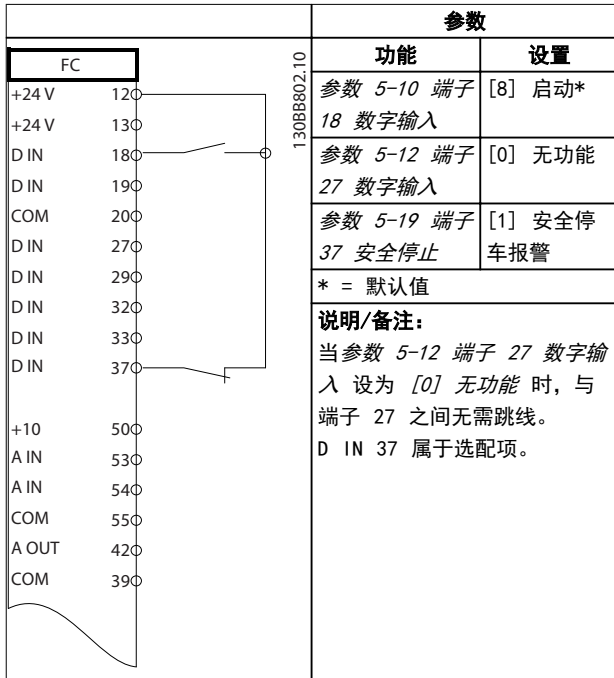 FC
+24 V 12
+24 V 13
D IN 18
D IN 19
COM 20
D IN 27
D IN 29
D IN 32
D IN 33
D IN 37
+10 50
A IN 53
A IN 54
COM 55
A OUT 42
COM 39
130BB802.10
参数
功能 设置
参数 5-10 端子 [8] 启动*
18 数字输入
参数 5-12 端子 [0] 无功能
27 数字输入
参数 5-19 端子 [1] 安全停
37 安全停止 车报警
* = 默认值
说明/备注:
当参数 5-12 端子 27 数字输
入 设为 [0] 无功能 时，与
端子 27 之间无需跳线。
D IN 37 属于选配项。